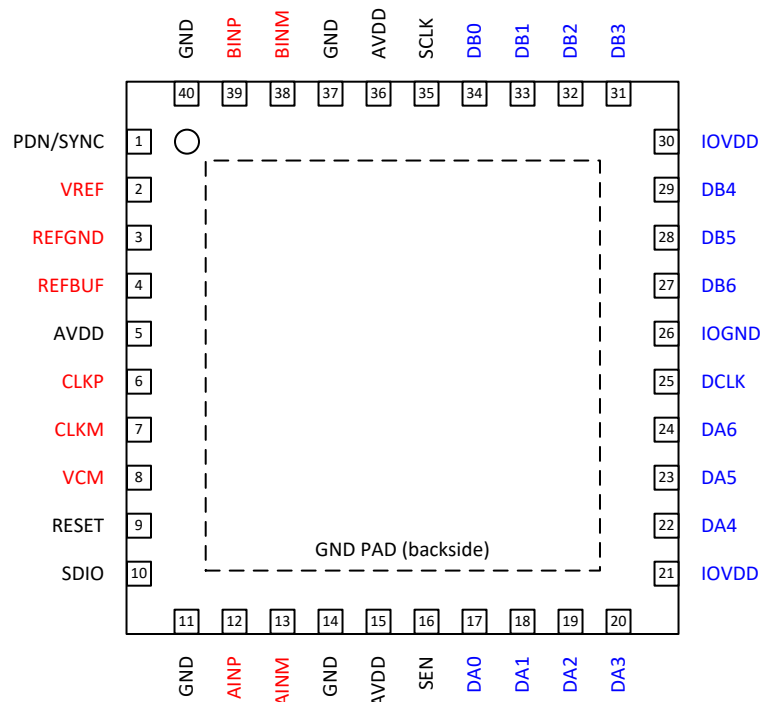 GND BINP BINM GND AVDD SCLK DB0 DB1 DB2 DB3
40 39 38 37 36 35 34 33 32 31
PDN/SYNC 1 30 IOVDD
VREF 2 29 DB4
REFGND 3 28 DB5
REFBUF 4 27 DB6
AVDD 5 26 IOGND
CLKP 6 25 DCLK
CLKM 7 24 DA6
VCM 8 23 DA5
RESET 9 22 DA4
GND PAD (backside)
SDIO 10 21 IOVDD
11 12 13 14 15 16 17 18 19 20
GND AINP AINM GND AVDD SEN DA0 DA1 DA2 DA3